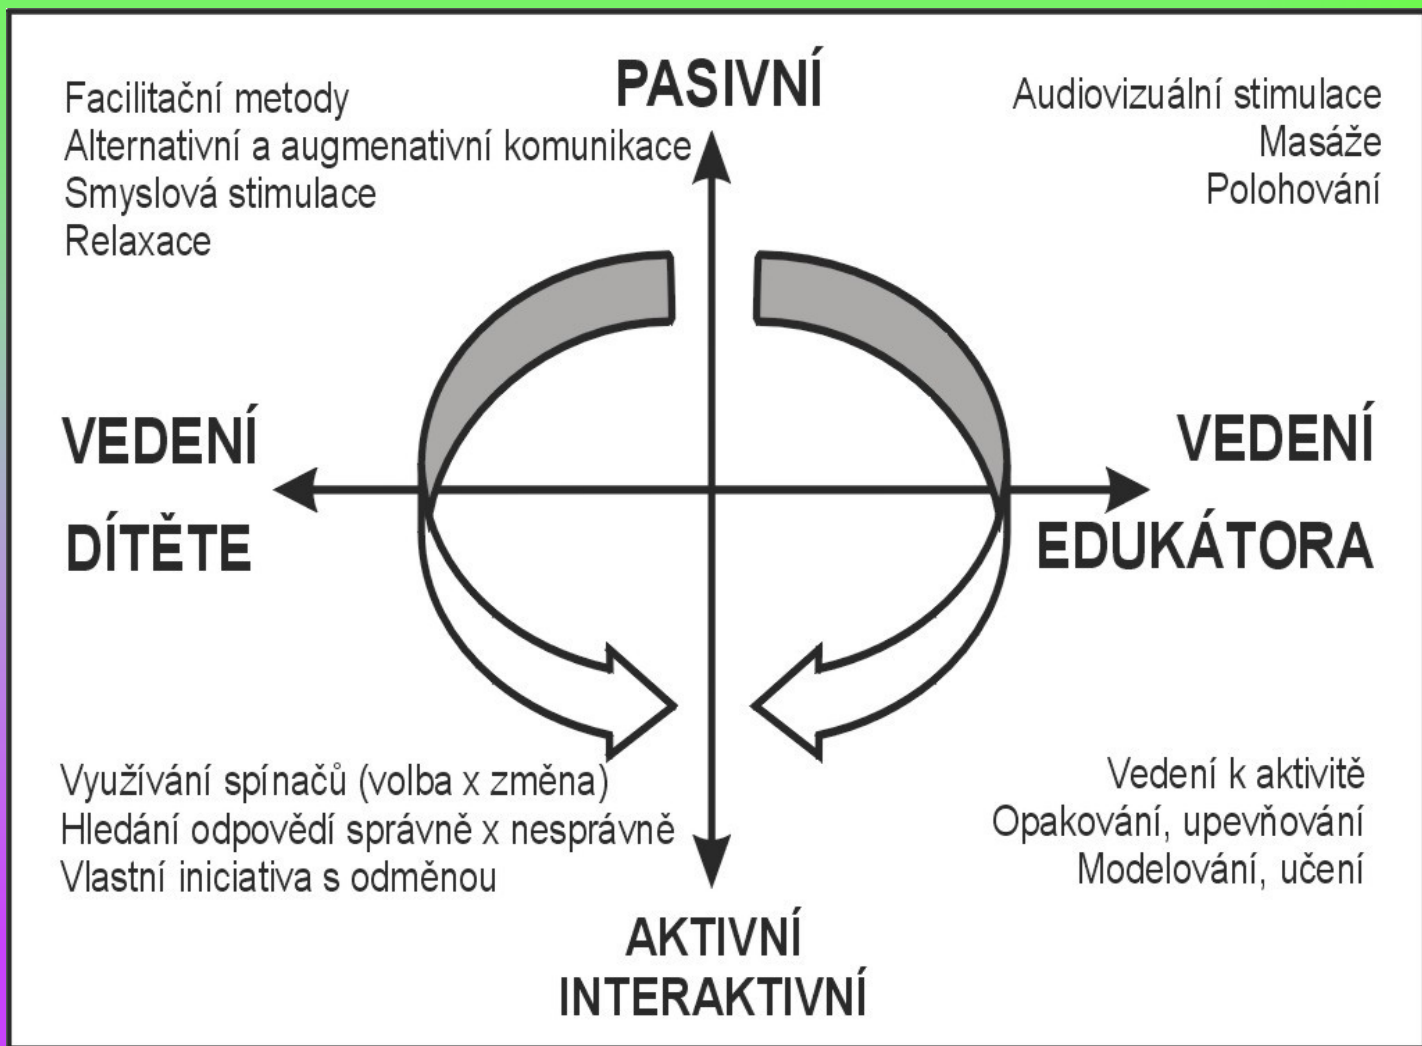 PASIVNÍ
Facilitační metody
Alternativní a augmenativní komunikace
Smyslová stimulace
Relaxace
Audiovizuální stimulace
Masáže
Polohování
VEDENÍ
DÍTĚTE
VEDENÍ
EDUKÁTORA
Využívání spínačů (volba x změna)
Hledání odpovědí správně x nesprávně
Vlastní iniciativa s odměnou
Vedení k aktivitě
Opakování, upevňování
Modelování, učení
AKTIVNÍ
INTERAKTIVNÍ